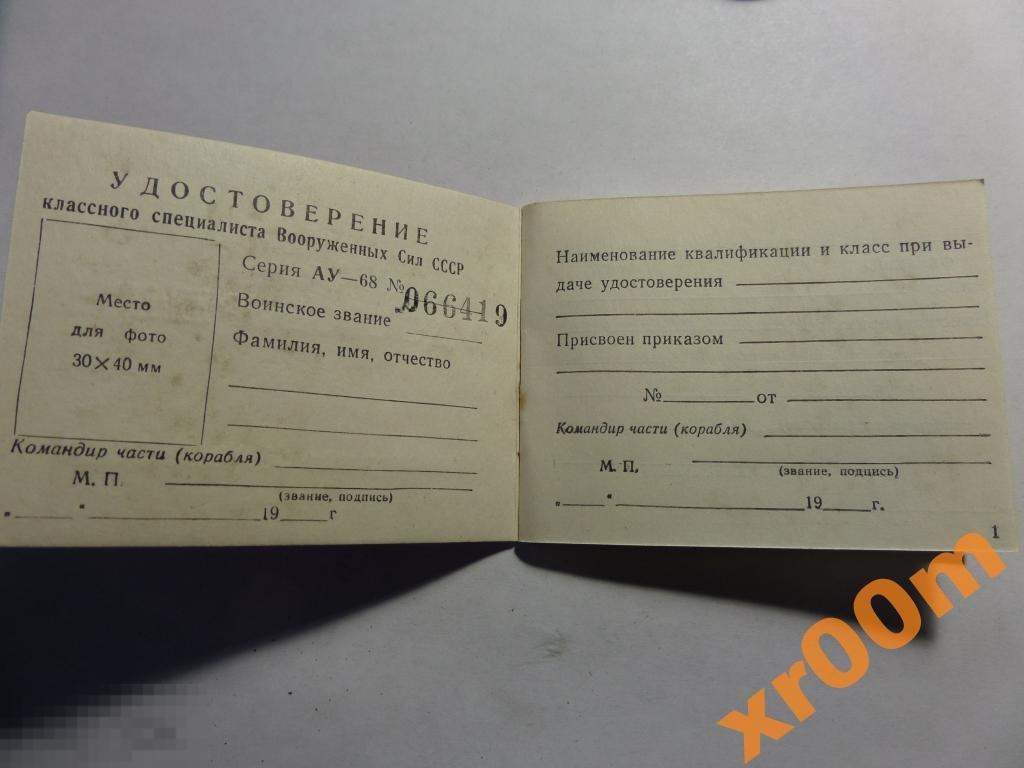 УДОСТОВЕРЕНИЕ
классного специалиста Вооруженных Сил СССР
Серия АУ—68 № 066419
Место
для фото
30×40 мм
Воинское звание
Фамилия, имя, отчество
Командир части (корабля)
М. П.
(звание, подпись)
„ “ 19 г
Наименование квалификации и класс при вы-
даче удостоверения
Присвоен приказом
№ от
Командир части (корабля)
М. П.
(звание, подпись)
„ “ 19 г.
1
xr00m